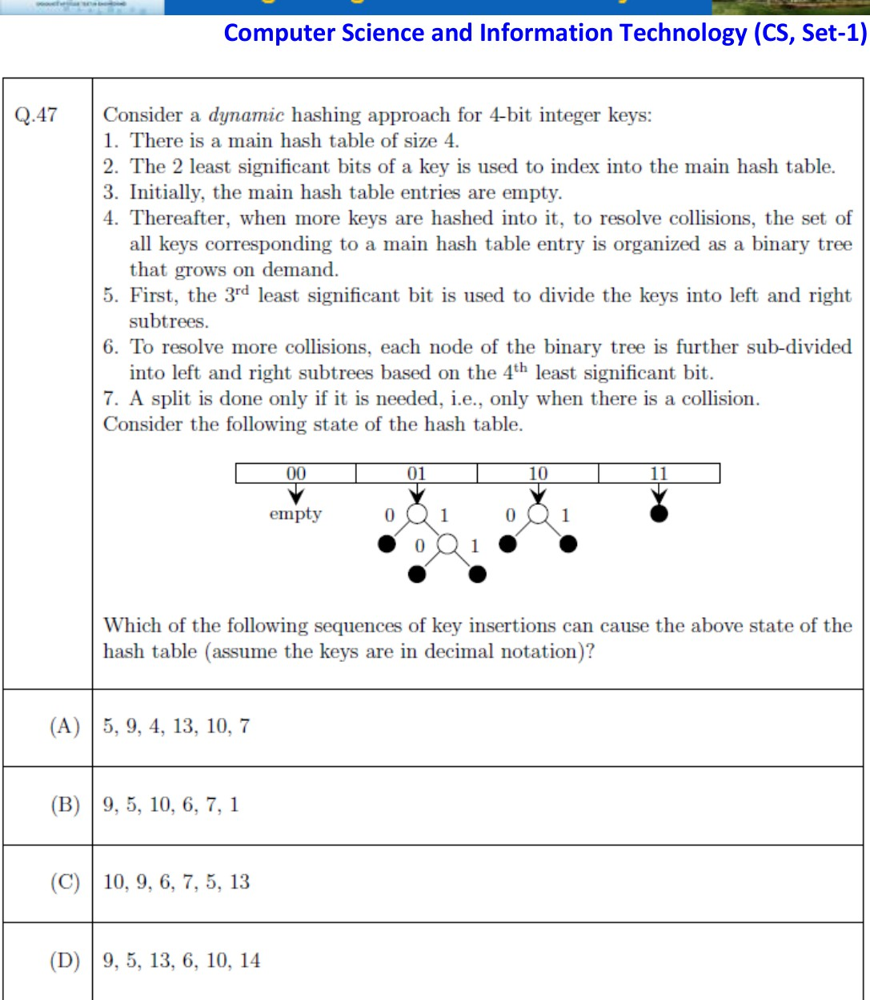 Computer Science and Information Technology (CS, Set-1)
Q.47
Consider a dynamic hashing approach for 4-bit integer keys:
1. There is a main hash table of size 4.
2. The 2 least significant bits of a key is used to index into the main hash table.
3. Initially, the main hash table entries are empty.
4. Thereafter, when more keys are hashed into it, to resolve collisions, the set of
all keys corresponding to a main hash table entry is organized as a binary tree
that grows on demand.
5. First, the 3rd least significant bit is used to divide the keys into left and right
subtrees.
6. To resolve more collisions, each node of the binary tree is further sub-divided
into left and right subtrees based on the 4th least significant bit.
7. A split is done only if it is needed, i.e., only when there is a collision.
Consider the following state of the hash table.
00 01 10 11
empty 0 1 0 1
0 1
Which of the following sequences of key insertions can cause the above state of the
hash table (assume the keys are in decimal notation)?
(A) 5, 9, 4, 13, 10, 7
(B) 9, 5, 10, 6, 7, 1
(C) 10, 9, 6, 7, 5, 13
(D) 9, 5, 13, 6, 10, 14